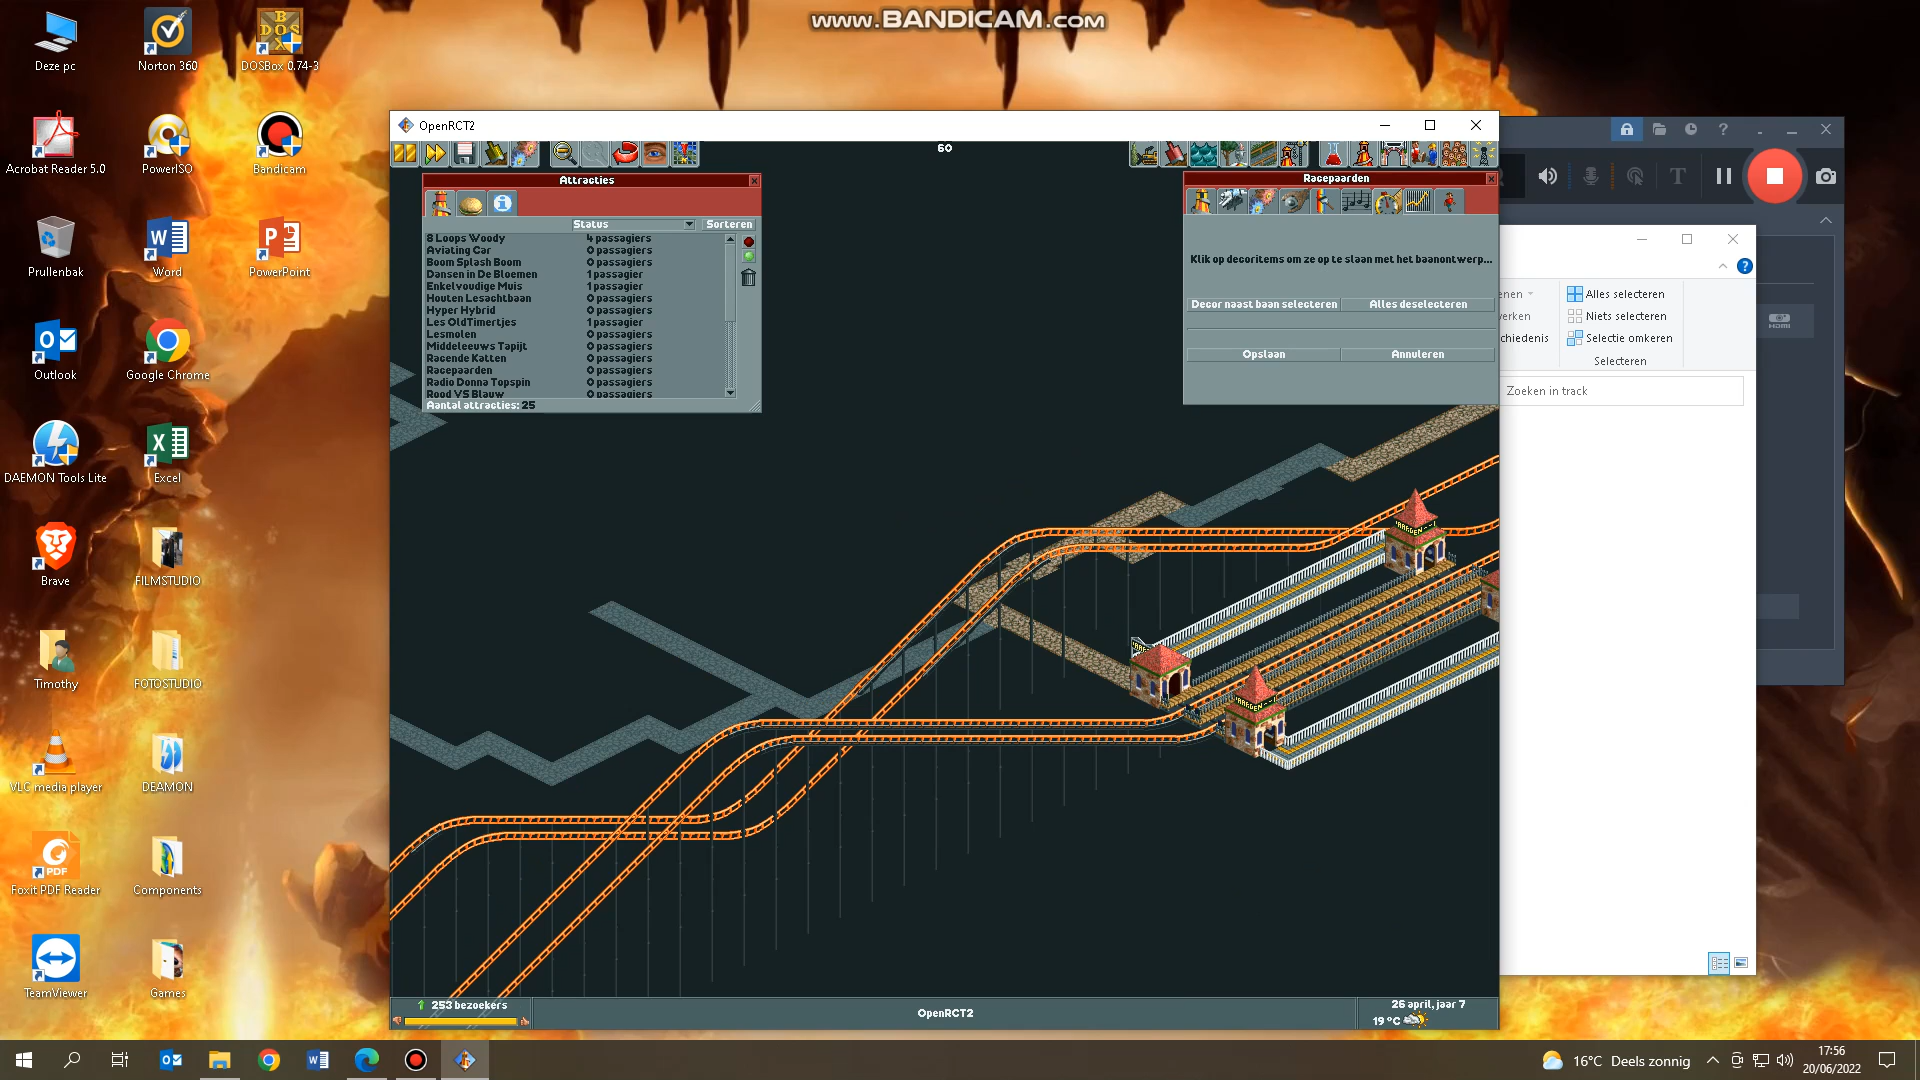 www.BANDICAM.com
Deze pc
Norton 360
DOSBox 0.74-3
Acrobat Reader 5.0
PowerISO
Bandicam
Prullenbak
Word
PowerPoint
Outlook
Google Chrome
DAEMON Tools Lite
Excel
Brave
FILMSTUDIO
Timothy
FOTOSTUDIO
VLC media player
DEAMON
Foxit PDF Reader
Components
TeamViewer
Games
OpenRCT2
60
Attracties
Status
Sorteren
8 Loops Woody 4 passagiers
Aviating Car 0 passagiers
Boom Splash Boom 0 passagiers
Dansen in De Bloemen 1 passagier
Enkelvoudige Muis 1 passagier
Houten Lesachtbaan 0 passagiers
Hyper Hybrid 0 passagiers
Les OldTimertjes 1 passagier
Lesmolen 0 passagiers
Middeleeuws Tapijt 0 passagiers
Racende Katten 0 passagiers
Racepaarden 0 passagiers
Radio Donna Topspin 0 passagiers
Rood VS Blauw 0 passagiers
Aantal attracties: 25
Racepaarden
Klik op decoritems om ze op te slaan met het baanontwerp...
Decor naast baan selecteren
Alles deselecteren
Opslaan
Annuleren
Alles selecteren
Niets selecteren
Selectie omkeren
Selecteren
chiedenis
Zoeken in track
HDMI
253 bezoekers
OpenRCT2
26 april, jaar 7
19 °C
16°C Deels zonnig
17:56
20/06/2022